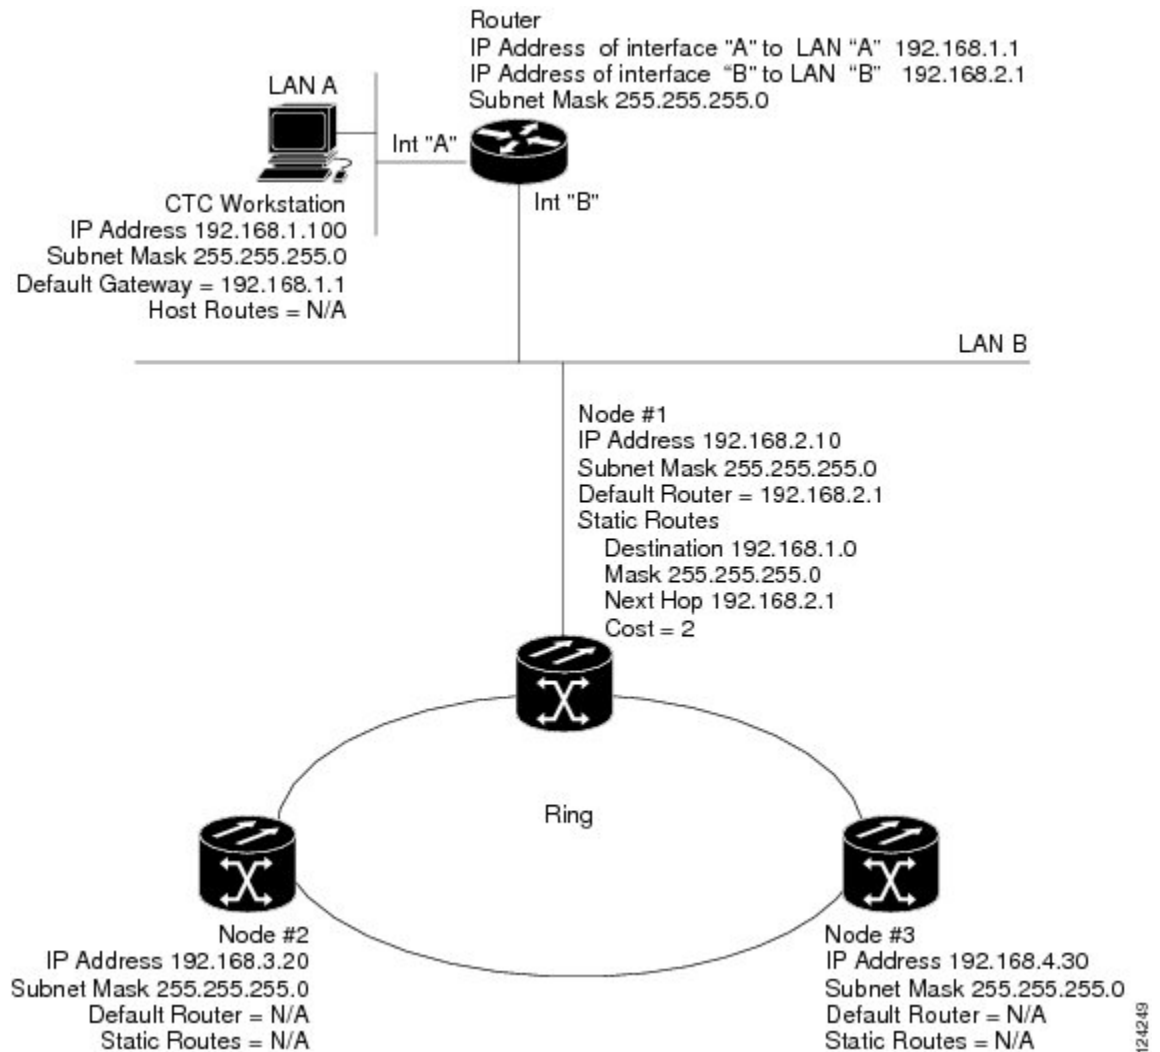 Router
IP Address of interface "A" to LAN "A" 192.168.1.1
IP Address of interface "B" to LAN "B" 192.168.2.1
Subnet Mask 255.255.255.0
LAN A
Int "A"
Int "B"
CTC Workstation
IP Address 192.168.1.100
Subnet Mask 255.255.255.0
Default Gateway = 192.168.1.1
Host Routes = N/A
LAN B
Node #1
IP Address 192.168.2.10
Subnet Mask 255.255.255.0
Default Router = 192.168.2.1
Static Routes
Destination 192.168.1.0
Mask 255.255.255.0
Next Hop 192.168.2.1
Cost = 2
Ring
Node #2
IP Address 192.168.3.20
Subnet Mask 255.255.255.0
Default Router = N/A
Static Routes = N/A
Node #3
IP Address 192.168.4.30
Subnet Mask 255.255.255.0
Default Router = N/A
Static Routes = N/A
124249